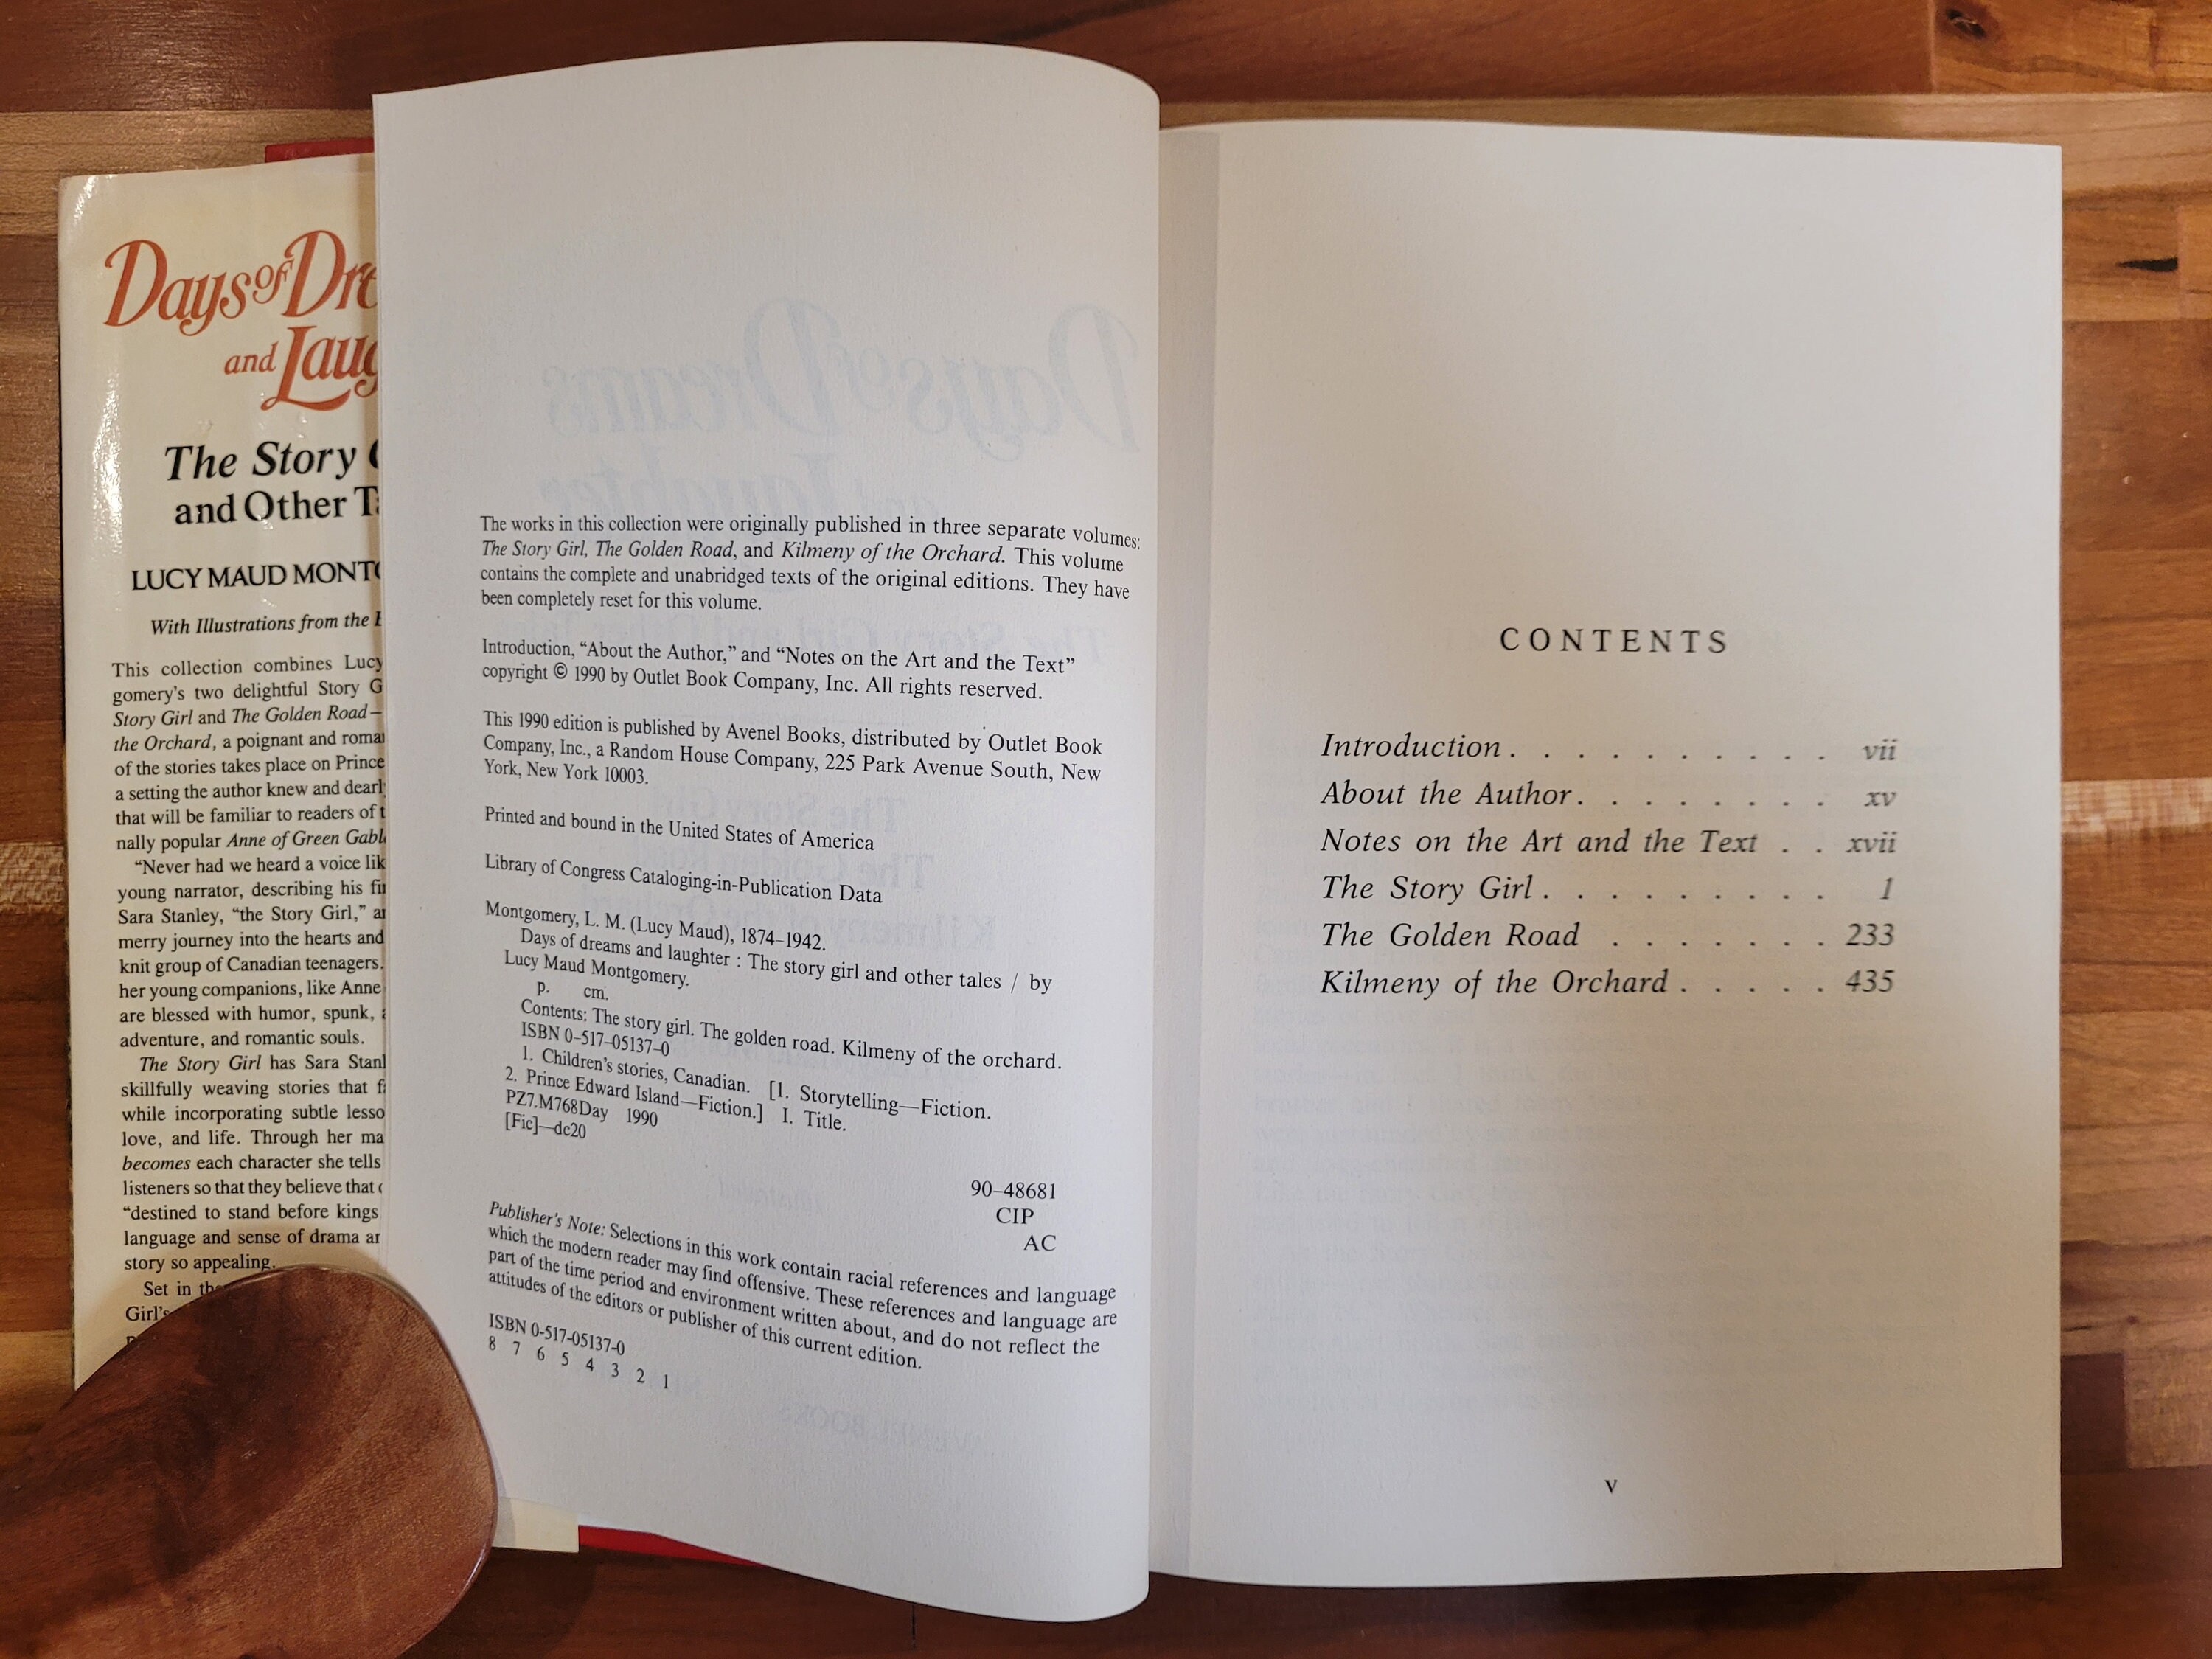 Days of Dre
and Laug
The Story
and Other T
LUCY MAUD MONT
With Illustrations from the
This collection combines Lucy
gomery's two delightful Story G
Story Girl and The Golden Road—
the Orchard, a poignant and roma
of the stories takes place on Prince
a setting the author knew and dearl
that will be familiar to readers of t
nally popular Anne of Green Gabl
“Never had we heard a voice lik
young narrator, describing his fi
Sara Stanley, “the Story Girl,” a
merry journey into the hearts and
knit group of Canadian teenagers.
her young companions, like Anne
are blessed with humor, spunk,
adventure, and romantic souls.
The Story Girl has Sara Stanl
skillfully weaving stories that f
while incorporating subtle lesso
love, and life. Through her ma
becomes each character she tells
listeners so that they believe that
“destined to stand before kings
language and sense of drama ar
story so appealing.
Set in the
Girl's
The works in this collection were originally published in three separate volumes:
The Story Girl, The Golden Road, and Kilmeny of the Orchard. This volume
contains the complete and unabridged texts of the original editions. They have
been completely reset for this volume.
Introduction, “About the Author,” and “Notes on the Art and the Text”
copyright © 1990 by Outlet Book Company, Inc. All rights reserved.
This 1990 edition is published by Avenel Books, distributed by Outlet Book
Company, Inc., a Random House Company, 225 Park Avenue South, New
York, New York 10003.
Printed and bound in the United States of America
Library of Congress Cataloging-in-Publication Data
Montgomery, L. M. (Lucy Maud), 1874–1942.
Days of dreams and laughter : The story girl and other tales / by
Lucy Maud Montgomery.
p. cm.
Contents: The story girl. The golden road. Kilmeny of the orchard.
ISBN 0–517–05137–0
1. Children's stories, Canadian. [1. Storytelling—Fiction.
2. Prince Edward Island—Fiction.] I. Title.
PZ7.M768Day 1990
[Fic]—dc20
90–48681
CIP
AC
Publisher's Note: Selections in this work contain racial references and language
which the modern reader may find offensive. These references and language are
part of the time period and environment written about, and do not reflect the
attitudes of the editors or publisher of this current edition.
ISBN 0-517-05137-0
8 7 6 5 4 3 2 1
CONTENTS
Introduction . . . . . . . . . . vii
About the Author . . . . . . . . xv
Notes on the Art and the Text . . xvii
The Story Girl . . . . . . . . . 1
The Golden Road . . . . . . . 233
Kilmeny of the Orchard . . . . . 435
v